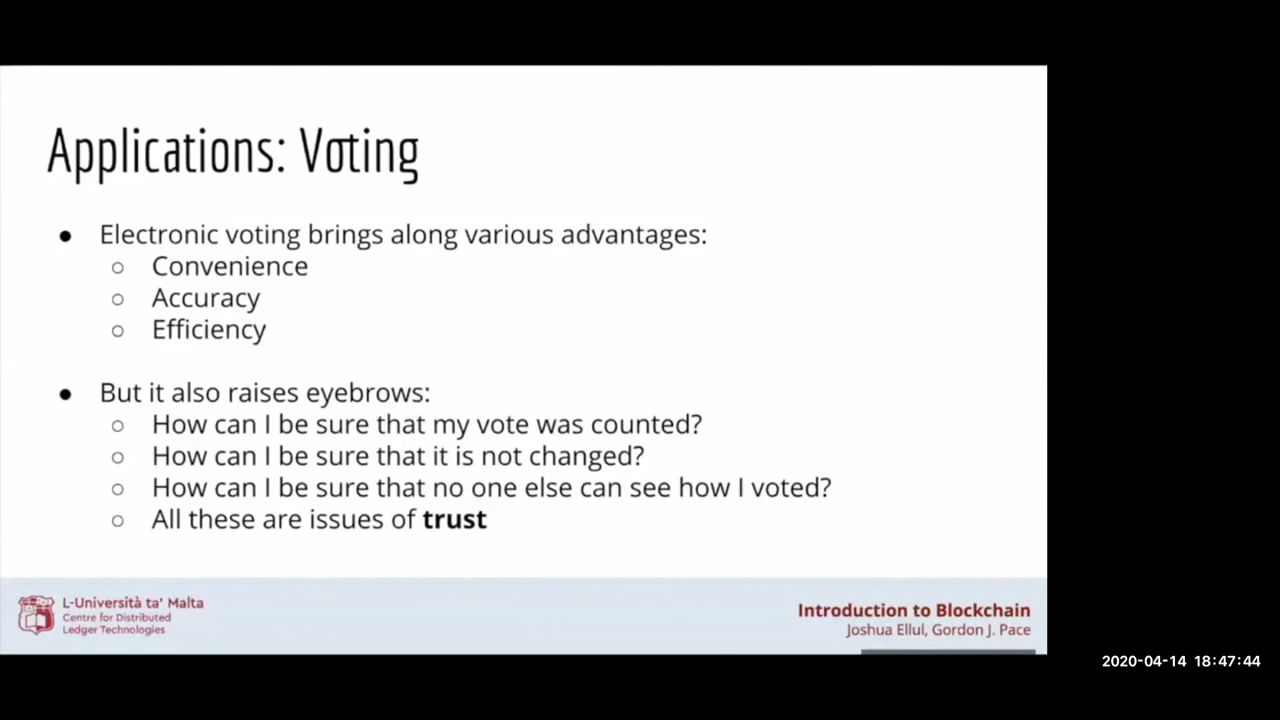 Applications: Voting
● Electronic voting brings along various advantages:
○ Convenience
○ Accuracy
○ Efficiency
● But it also raises eyebrows:
○ How can I be sure that my vote was counted?
○ How can I be sure that it is not changed?
○ How can I be sure that no one else can see how I voted?
○ All these are issues of trust
L-Università ta' Malta
Centre for Distributed
Ledger Technologies
Introduction to Blockchain
Joshua Ellul, Gordon J. Pace
2020-04-14 18:47:44